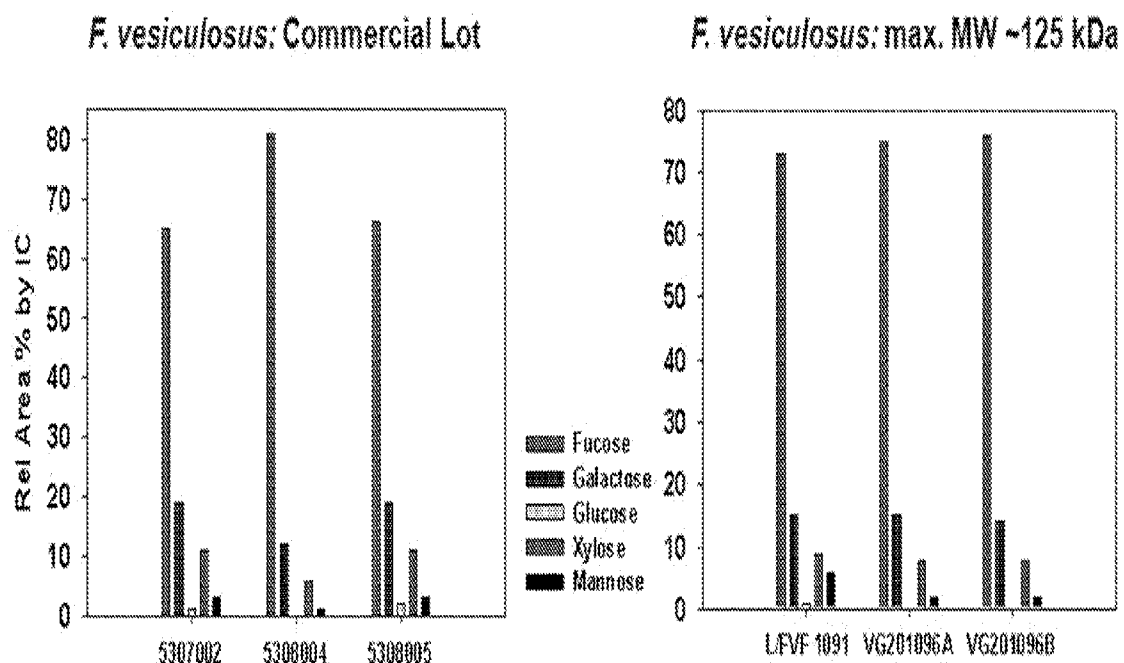 F. vesiculosus: Commercial Lot
F. vesiculosus: max. MW ~125 kDa
Rel Area % by IC
80
70
60
50
40
30
20
10
0
5307002
5308004
5308005
Fucose
Galactose
Glucose
Xylose
Mannose
80
70
60
50
40
30
20
10
0
L/FVF 1091
VG201096A
VG201096B